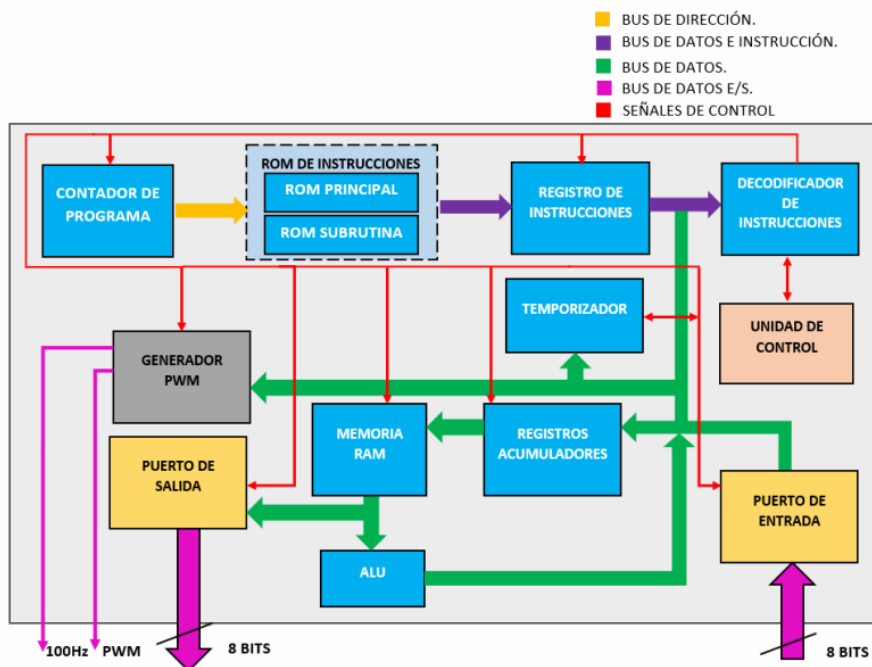 BUS DE DIRECCIÓN.
BUS DE DATOS E INSTRUCCIÓN.
BUS DE DATOS.
BUS DE DATOS E/S.
SEÑALES DE CONTROL
CONTADOR DE
PROGRAMA
ROM DE INSTRUCCIONES
ROM PRINCIPAL
ROM SUBRUTINA
REGISTRO DE
INSTRUCCIONES
DECODIFICADOR
DE
INSTRUCCIONES
TEMPORIZADOR
UNIDAD DE
CONTROL
GENERADOR
PWM
MEMORIA
RAM
REGISTROS
ACUMULADORES
PUERTO DE
SALIDA
PUERTO DE
ENTRADA
ALU
100Hz
PWM
8 BITS
8 BITS